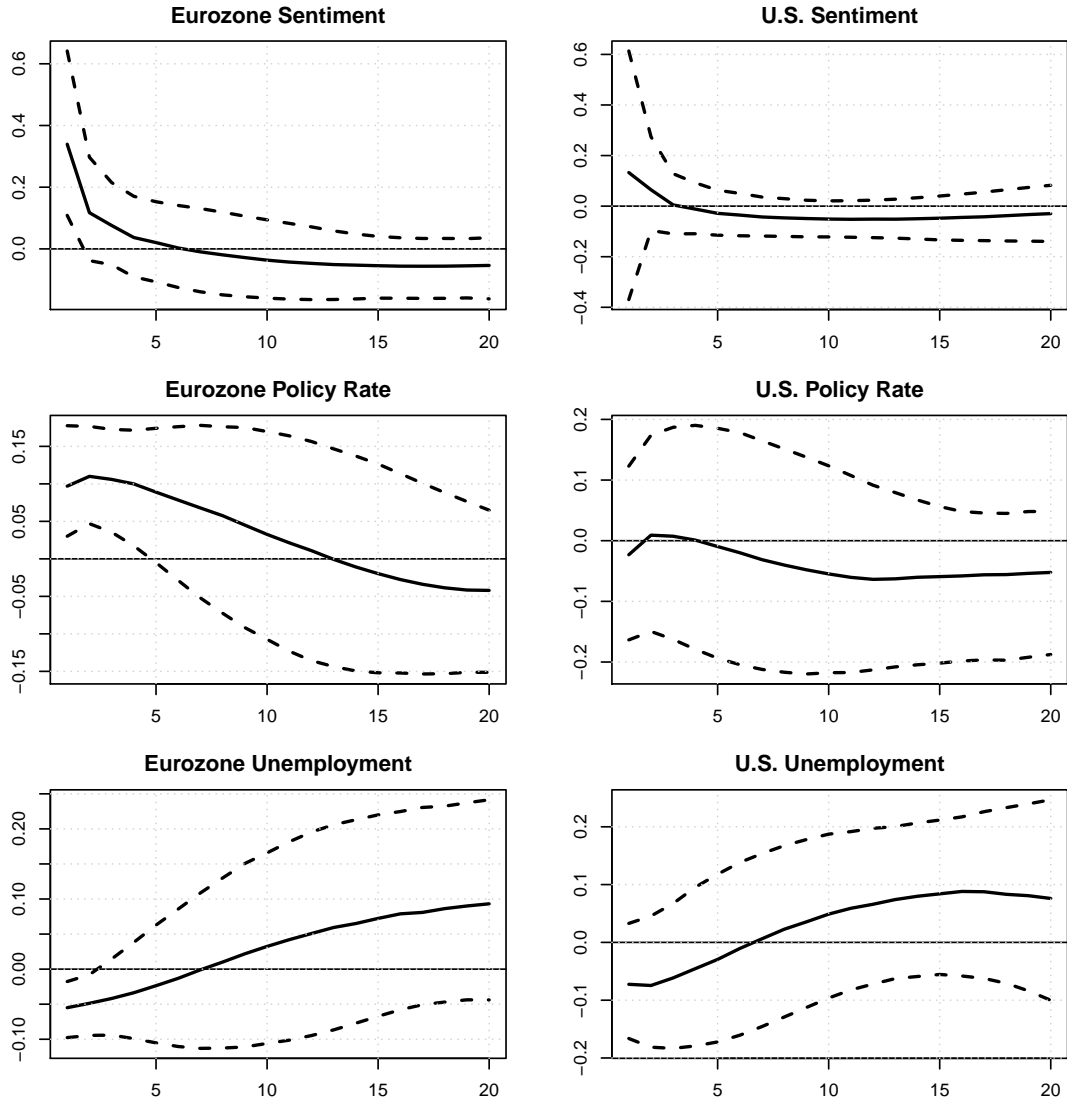 Eurozone Sentiment
0.6
0.4
0.2
0.0
5 10 15 20
U.S. Sentiment
0.6
0.4
0.2
0.0
−0.2
−0.4
5 10 15 20
Eurozone Policy Rate
0.15
0.05
−0.05
−0.15
5 10 15 20
U.S. Policy Rate
0.2
0.1
0.0
−0.1
−0.2
5 10 15 20
Eurozone Unemployment
0.20
0.10
0.00
−0.10
5 10 15 20
U.S. Unemployment
0.2
0.1
0.0
−0.1
−0.2
5 10 15 20